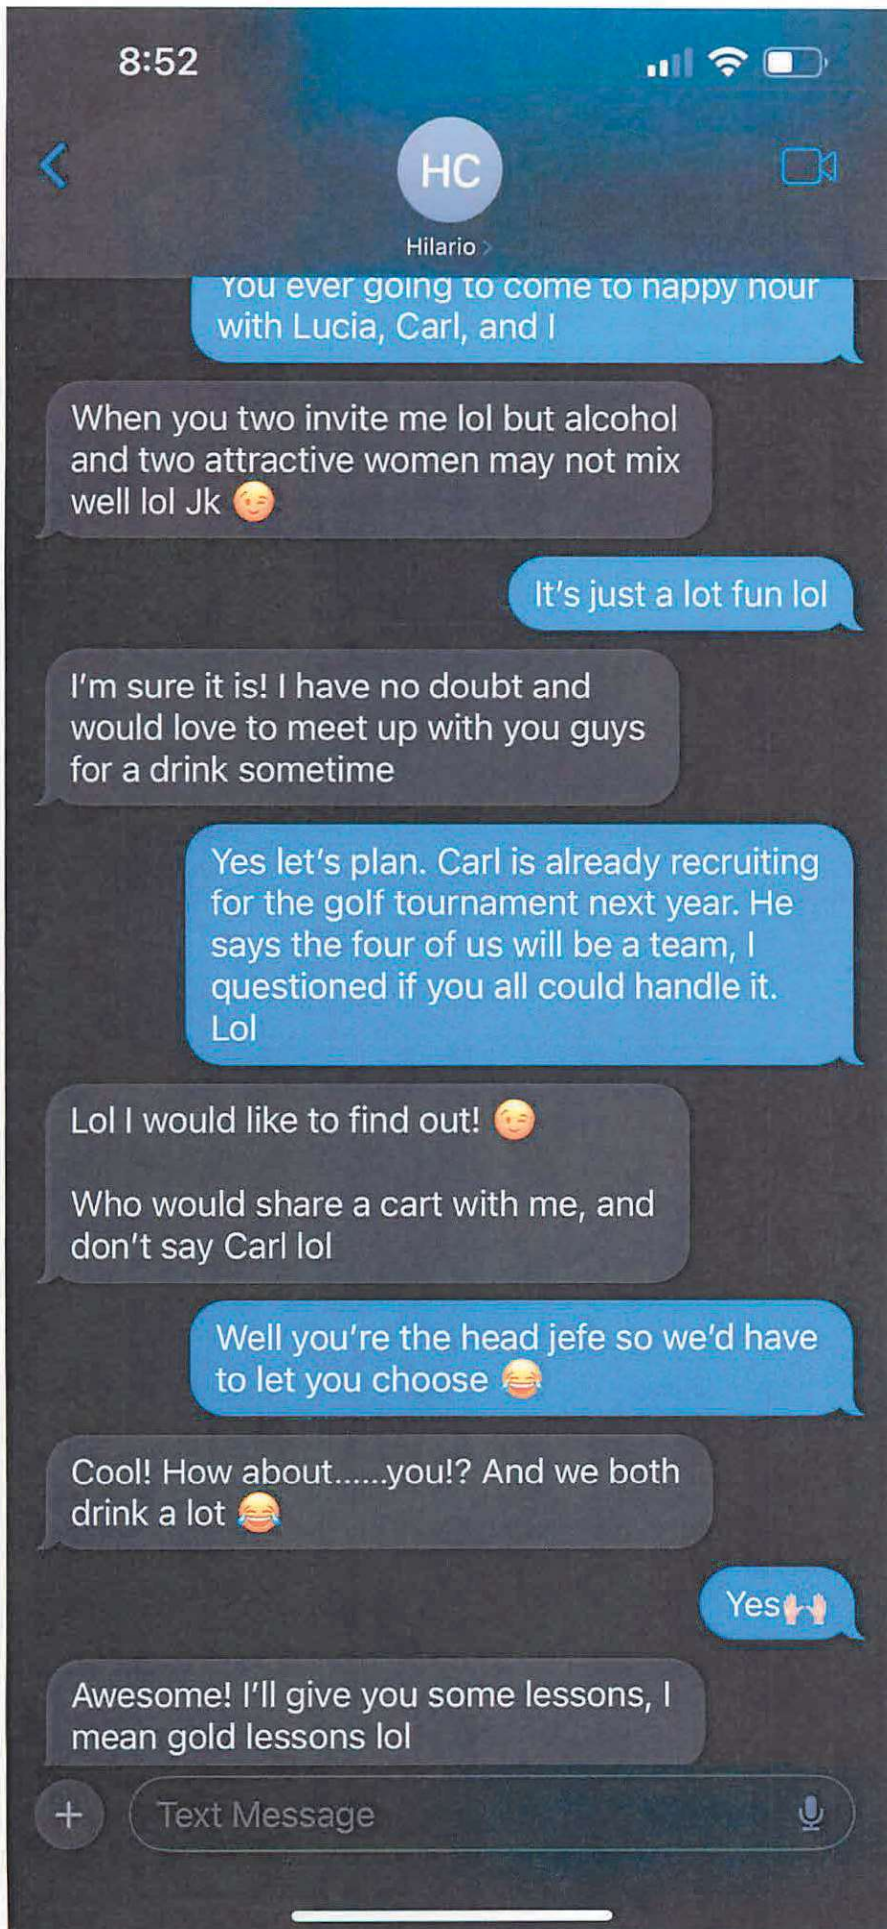 8:52
HC
Hilario
You ever going to come to happy hour
with Lucia, Carl, and I
When you two invite me lol but alcohol
and two attractive women may not mix
well lol Jk 😉
It's just a lot fun lol
I'm sure it is! I have no doubt and
would love to meet up with you guys
for a drink sometime
Yes let's plan. Carl is already recruiting
for the golf tournament next year. He
says the four of us will be a team, I
questioned if you all could handle it.
Lol
Lol I would like to find out! 😉
Who would share a cart with me, and
don't say Carl lol
Well you're the head jefe so we'd have
to let you choose 😂
Cool! How about......you!? And we both
drink a lot 😂
Yes🙌🏻
Awesome! I'll give you some lessons, I
mean gold lessons lol
Text Message